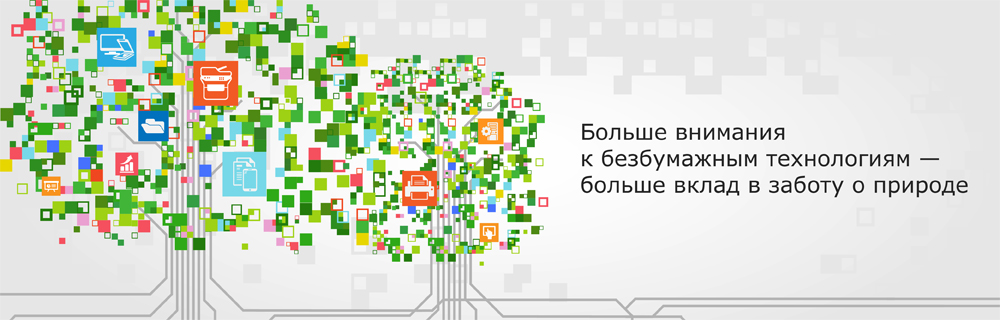 Больше внимания
к безбумажным технологиям —
больше вклад в заботу о природе